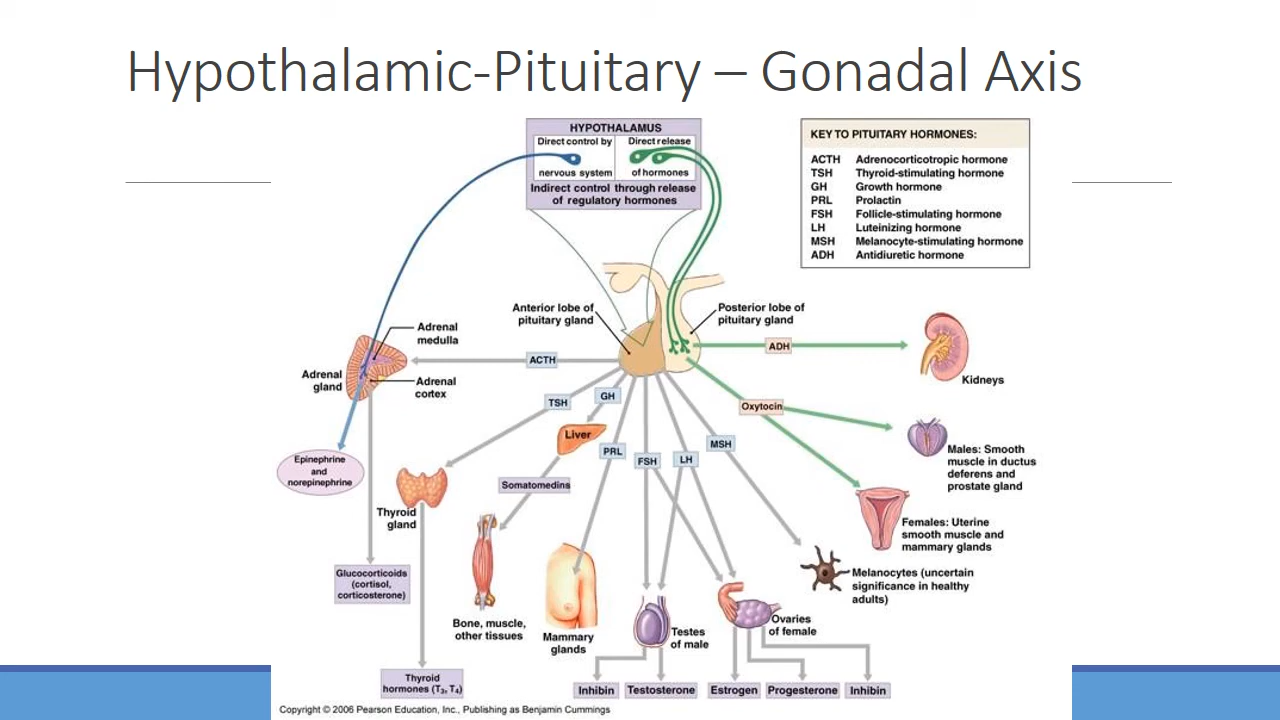 Hypothalamic-Pituitary – Gonadal Axis
HYPOTHALAMUS
Direct control by
nervous system
Direct release
of hormones
Indirect control through release
of regulatory hormones
KEY TO PITUITARY HORMONES:
ACTH Adrenocorticotropic hormone
TSH Thyroid-stimulating hormone
GH Growth hormone
PRL Prolactin
FSH Follicle-stimulating hormone
LH Luteinizing hormone
MSH Melanocyte-stimulating hormone
ADH Antidiuretic hormone
Anterior lobe of
pituitary gland
Posterior lobe of
pituitary gland
Adrenal
medulla
Adrenal
gland
Adrenal
cortex
ACTH
ADH
Kidneys
TSH
GH
Oxytocin
Liver
PRL
FSH
LH
MSH
Males: Smooth
muscle in ductus
deferens and
prostate gland
Epinephrine
and
norepinephrine
Somatomedins
Thyroid
gland
Females: Uterine
smooth muscle and
mammary glands
Glucocorticoids
(cortisol,
corticosterone)
Melanocytes (uncertain
significance in healthy
adults)
Bone, muscle,
other tissues
Mammary
glands
Testes
of male
Ovaries
of female
Thyroid
hormones (T₃, T₄)
Inhibin
Testosterone
Estrogen
Progesterone
Inhibin
Copyright © 2006 Pearson Education, Inc., Publishing as Benjamin Cummings